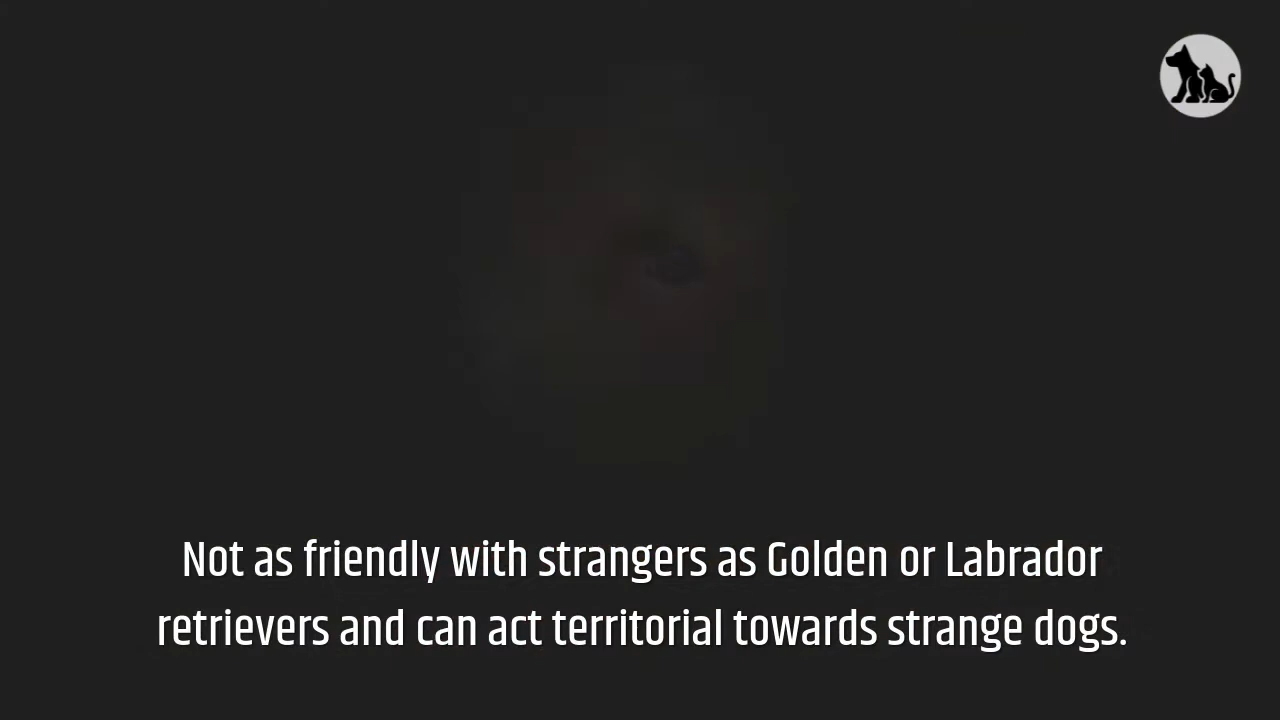 Not as friendly with strangers as Golden or Labrador
retrievers and can act territorial towards strange dogs.